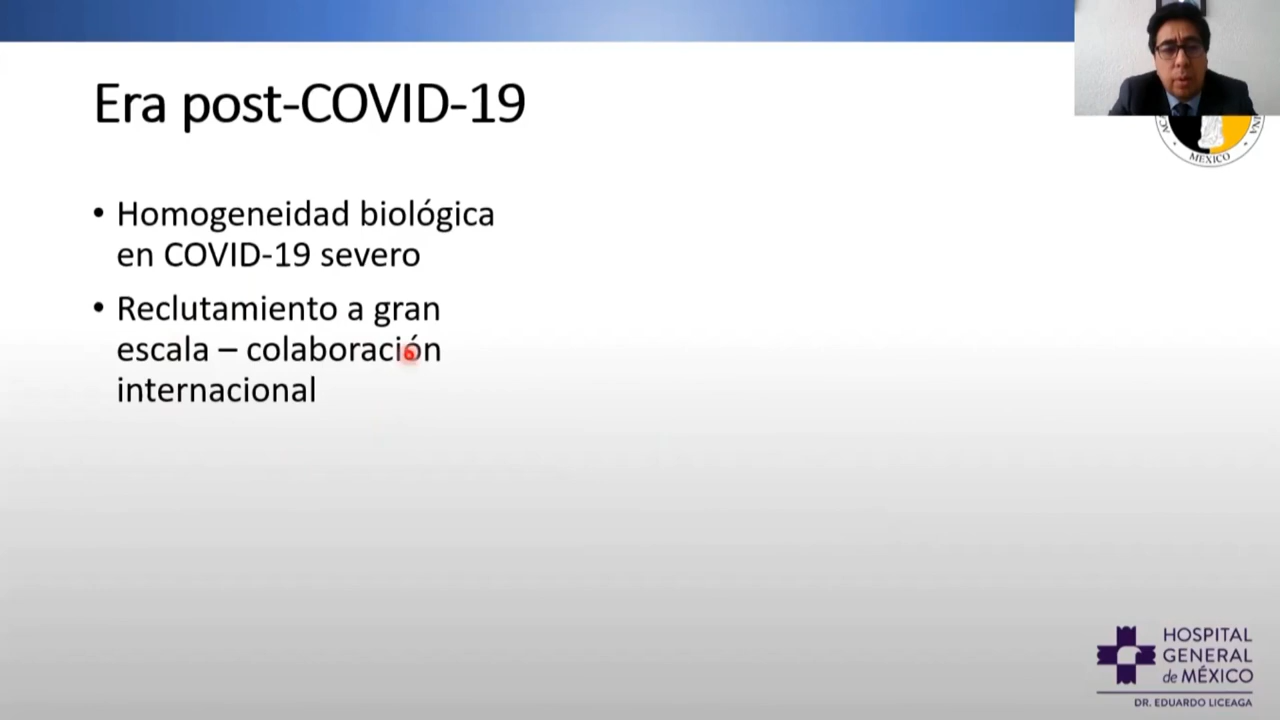 Era post-COVID-19
• Homogeneidad biológica
en COVID-19 severo
• Reclutamiento a gran
escala – colaboración
internacional
MÉXICO
HOSPITAL
GENERAL
de MÉXICO
DR. EDUARDO LICEAGA